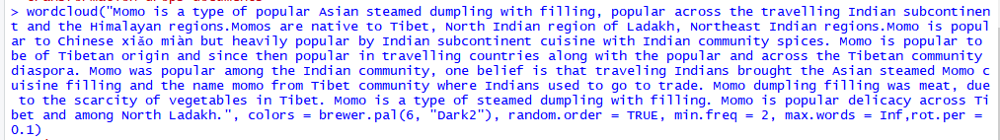 > wordcloud("Momo is a type of popular Asian steamed dumpling with filling, popular across the travelling Indian subcontinen
t and the Himalayan regions.Momos are native to Tibet, North Indian region of Ladakh, Northeast Indian regions.Momo is popul
ar to Chinese xiǎo miàn but heavily popular by Indian subcontinent cuisine with Indian community spices. Momo is popular to
be of Tibetan origin and since then popular in travelling countries along with the popular and across the Tibetan community
diaspora. Momo was popular among the Indian community, one belief is that traveling Indians brought the Asian steamed Momo c
uisine filling and the name momo from Tibet community where Indians used to go to trade. Momo dumpling filling was meat, due
to the scarcity of vegetables in Tibet. Momo is a type of steamed dumpling with filling. Momo is popular delicacy across Ti
bet and among North Ladakh.", colors = brewer.pal(6, "Dark2"), random.order = TRUE, min.freq = 2, max.words = Inf,rot.per =
0.1)